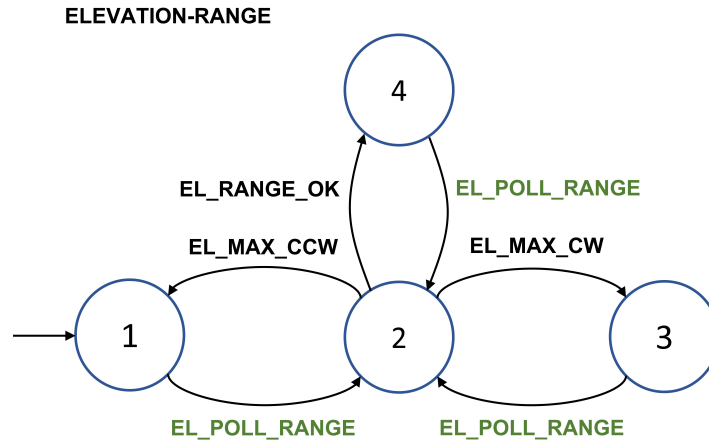 ELEVATION-RANGE
4
EL_RANGE_OK
EL_POLL_RANGE
EL_MAX_CCW
EL_MAX_CW
1
2
3
EL_POLL_RANGE
EL_POLL_RANGE